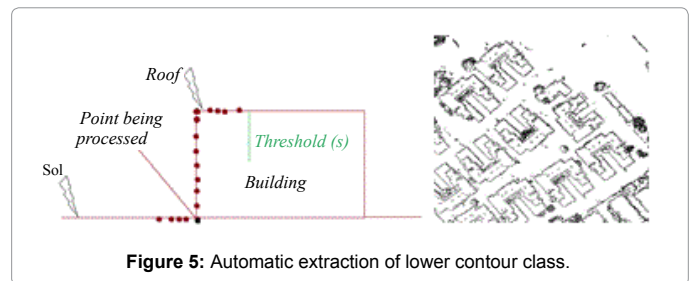 Roof
Point being
processed
Threshold (s)
Sol
Building
Figure 5: Automatic extraction of lower contour class.